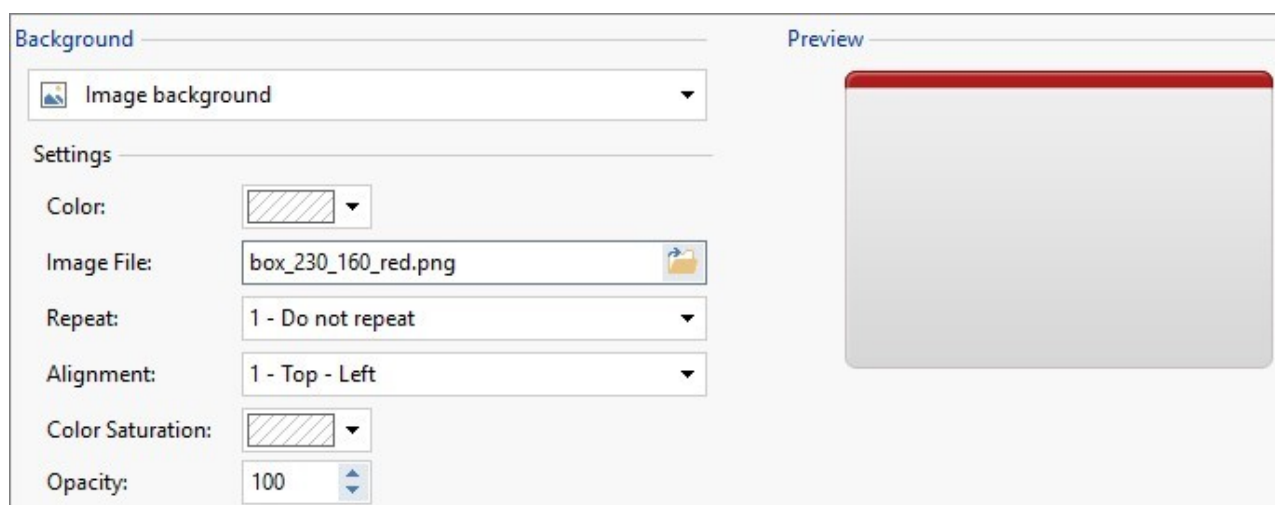 Background
Image background
Settings
Color:
Image File: box_230_160_red.png
Repeat: 1 - Do not repeat
Alignment: 1 - Top - Left
Color Saturation:
Opacity: 100
Preview